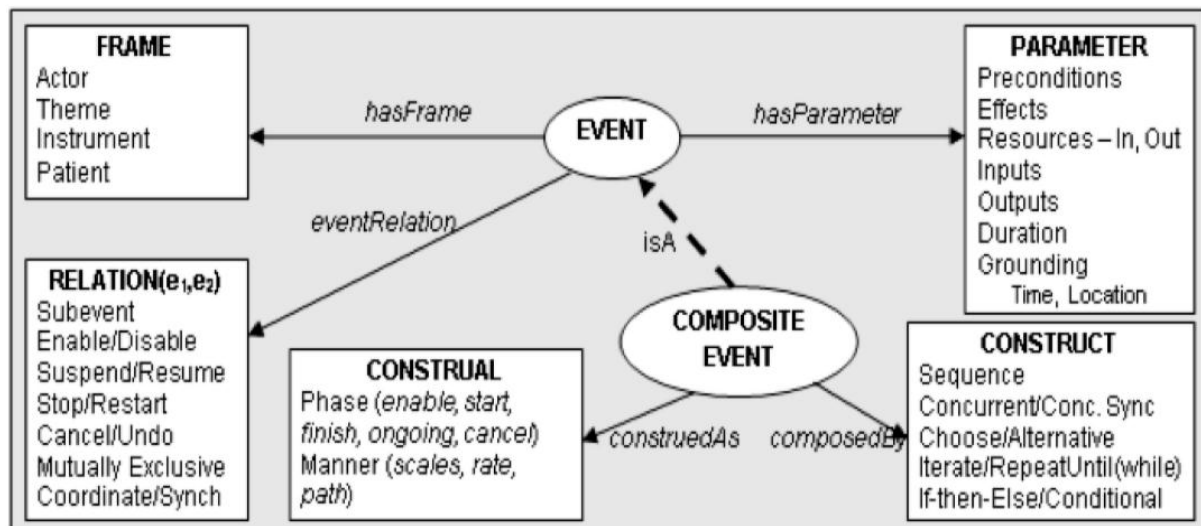 FRAME
Actor
Theme
Instrument
Patient
hasFrame
EVENT
hasParameter
PARAMETER
Preconditions
Effects
Resources – In, Out
Inputs
Outputs
Duration
Grounding
Time, Location
eventRelation
isA
RELATION(e₁,e₂)
Subevent
Enable/Disable
Suspend/Resume
Stop/Restart
Cancel/Undo
Mutually Exclusive
Coordinate/Synch
COMPOSITE
EVENT
CONSTRUAL
Phase (enable, start,
finish, ongoing, cancel)
Manner (scales, rate,
path)
construedAs
composedBy
CONSTRUCT
Sequence
Concurrent/Conc. Sync
Choose/Alternative
Iterate/RepeatUntil(while)
If-then-Else/Conditional